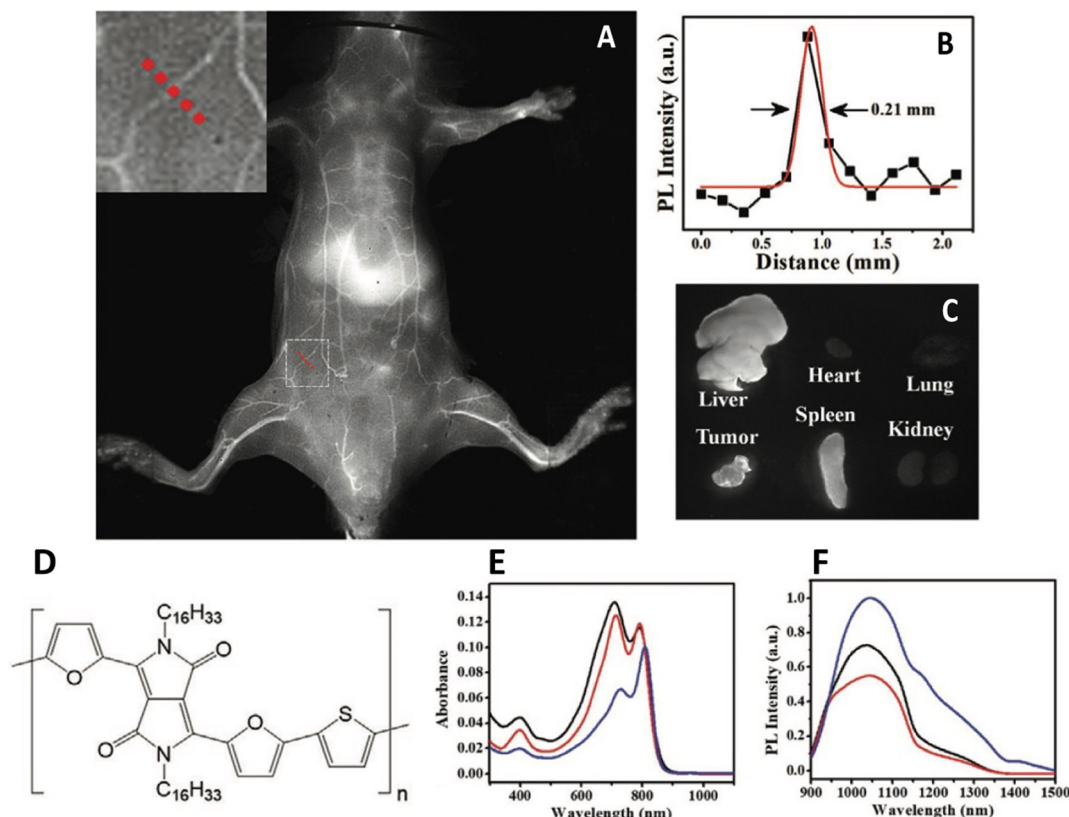 A
B
PL Intensity (a.u.)
0.21 mm
0.0 0.5 1.0 1.5 2.0
Distance (mm)
C
Liver
Heart
Lung
Tumor
Spleen
Kidney
D
C16H33
N
O
O
O
N
O
S
C16H33
n
E
Aborbance
0.14
0.12
0.10
0.08
0.06
0.04
0.02
0.00
400 600 800 1000
Wavelength (nm)
F
PL Intensity (a.u.)
1.0
0.8
0.6
0.4
0.2
0.0
900 1000 1100 1200 1300 1400 1500
Wavelength (nm)